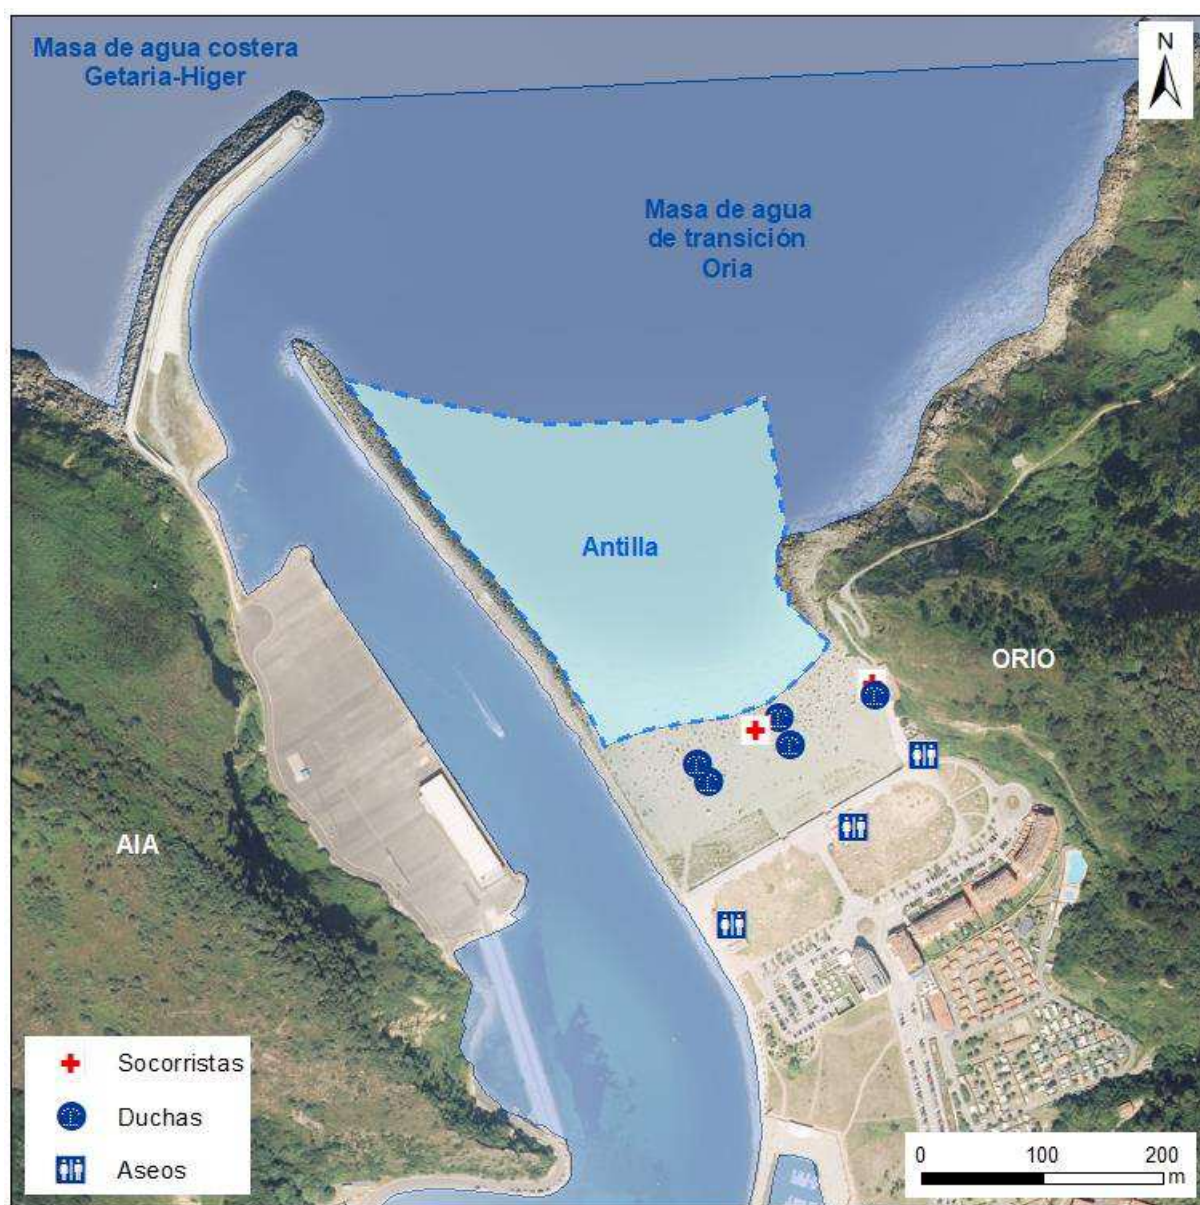 Masa de agua costera
Getaria-Higer
N
Masa de agua
de transición
Oria
Antilla
ORIO
AIA
Socorristas
Duchas
Aseos
0 100 200
m